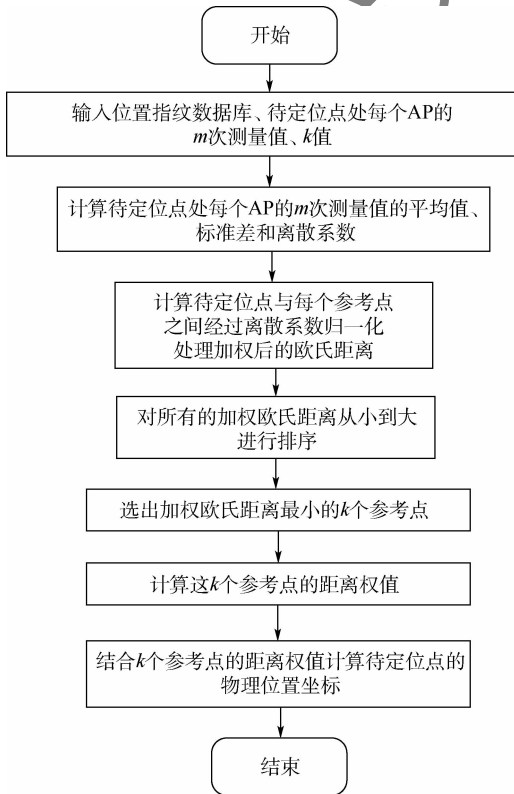 开始
输入位置指纹数据库、待定位点处每个AP的
m次测量值、k值
计算待定位点处每个AP的m次测量值的平均值、
标准差和离散系数
计算待定位点与每个参考点
之间经过离散系数归一化
处理加权后的欧氏距离
对所有的加权欧氏距离从小到大
进行排序
选出加权欧氏距离最小的k个参考点
计算这k个参考点的距离权值
结合k个参考点的距离权值计算待定位点的
物理位置坐标
结束